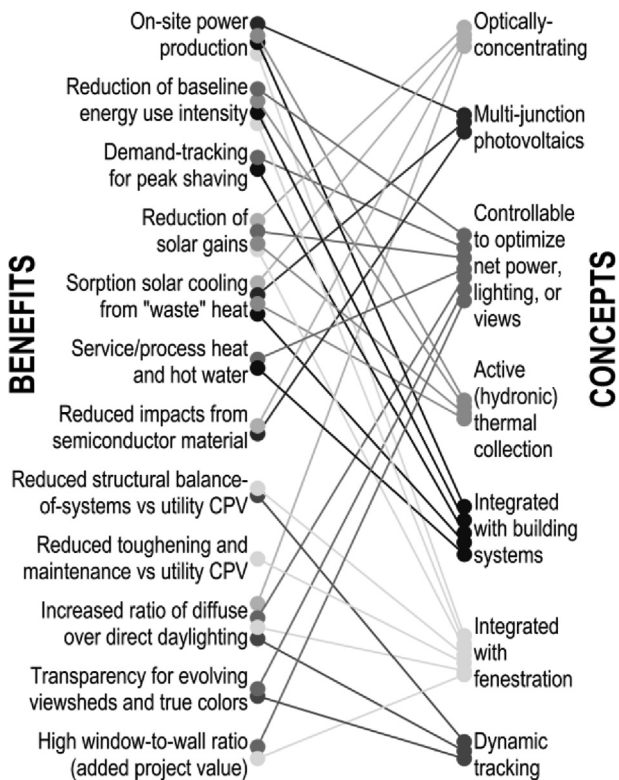 BENEFITS
On-site power
production
Reduction of baseline
energy use intensity
Demand-tracking
for peak shaving
Reduction of
solar gains
Sorption solar cooling
from "waste" heat
Service/process heat
and hot water
Reduced impacts from
semiconductor material
Reduced structural balance-
of-systems vs utility CPV
Reduced toughening and
maintenance vs utility CPV
Increased ratio of diffuse
over direct daylighting
Transparency for evolving
viewsheds and true colors
High window-to-wall ratio
(added project value)
Optically-
concentrating
Multi-junction
photovoltaics
Controllable
to optimize
net power,
lighting, or
views
Active
(hydronic)
thermal
collection
Integrated
with building
systems
Integrated
with
fenestration
Dynamic
tracking
CONCEPTS